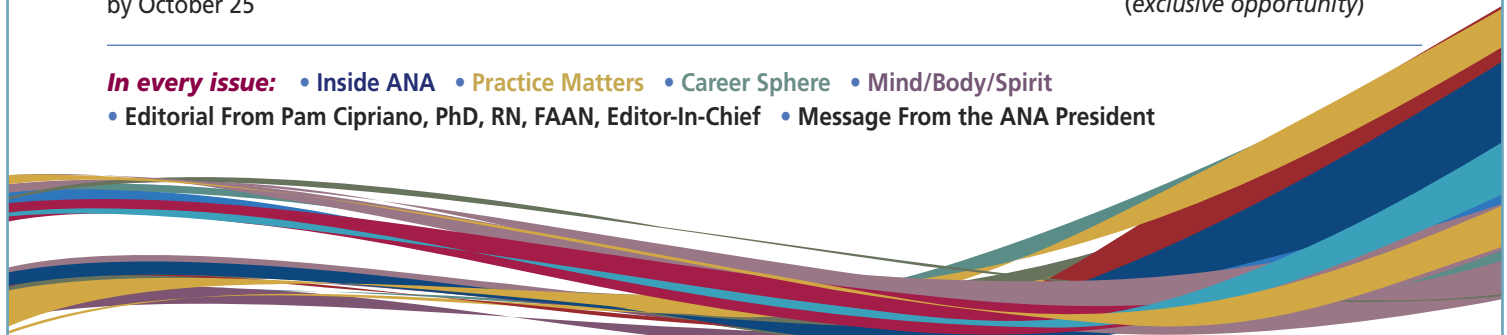 by October 25
(exclusive opportunity)
In every issue: • Inside ANA • Practice Matters • Career Sphere • Mind/Body/Spirit
• Editorial From Pam Cipriano, PhD, RN, FAAN, Editor-In-Chief • Message From the ANA President